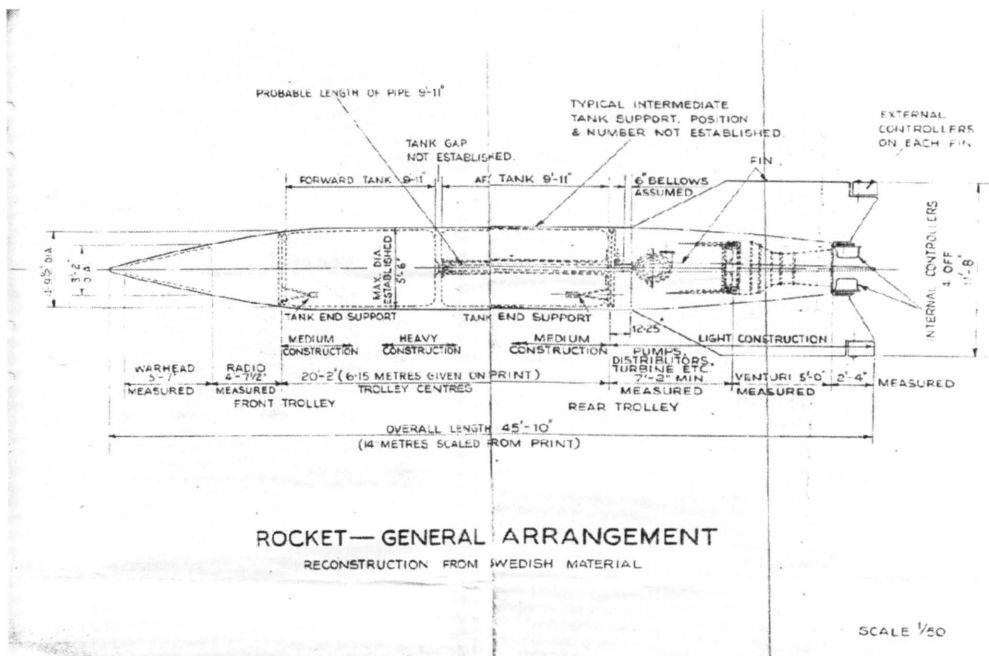 PROBABLE LENGTH OF PIPE 9'-11"
TYPICAL INTERMEDIATE
TANK SUPPORT, POSITION
& NUMBER NOT ESTABLISHED.
EXTERNAL
CONTROLLERS
ON EACH FIN
TANK GAP
NOT ESTABLISHED.
FIN
FORWARD TANK 9'-11"
TANK 9'-11"
6" BELLOWS
ASSUMED
3'-2"
DIA
MAX. DIA
ESTABLISHED
5'-6"
INTERNAL CONTROLLERS
4 OFF
TANK END SUPPORT
TANK END SUPPORT
12·25"
MEDIUM
CONSTRUCTION
HEAVY
CONSTRUCTION
MEDIUM
CONSTRUCTION
LIGHT CONSTRUCTION
PUMPS,
DISTRIBUTORS,
TURBINE ETC.
7'-2" MIN
MEASURED
WARHEAD
MEASURED
RADIO
4'-7½"
MEASURED
20'-2" (6·15 METRES GIVEN ON PRINT)
TROLLEY CENTRES
VENTURI 5'-0"
MEASURED
2'-4"
MEASURED
FRONT TROLLEY
REAR TROLLEY
OVERALL LENGTH 45'-10"
(14 METRES SCALED FROM PRINT)
ROCKET — GENERAL ARRANGEMENT
RECONSTRUCTION FROM SWEDISH MATERIAL
SCALE 1/50